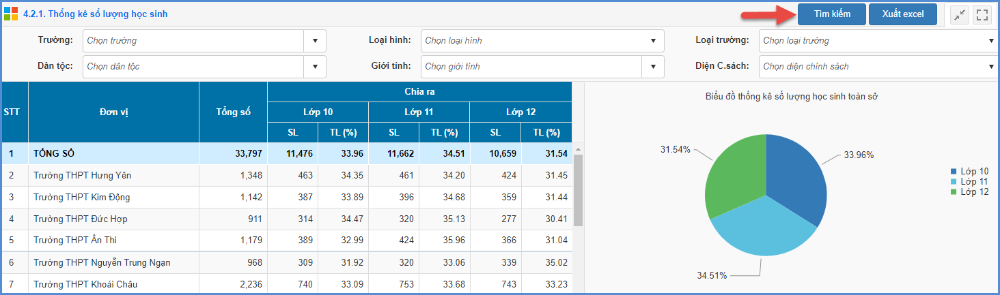 4.2.1. Thống kê số lượng học sinh Tìm kiếm Xuất excel
Trường: Chọn trường Loại hình: Chọn loại hình Loại trường: Chọn loại trường
Dân tộc: Chọn dân tộc Giới tính: Chọn giới tính Diện C.sách: Chọn diện chính sách
STT Đơn vị Tổng số Chia ra
Lớp 10 Lớp 11 Lớp 12
SL TL (%) SL TL (%) SL TL (%)
1 TỔNG SỐ 33,797 11,476 33.96 11,662 34.51 10,659 31.54
2 Trường THPT Hưng Yên 1,348 463 34.35 461 34.20 424 31.45
3 Trường THPT Kim Động 1,142 387 33.89 396 34.68 359 31.44
4 Trường THPT Đức Hợp 911 314 34.47 320 35.13 277 30.41
5 Trường THPT Ân Thi 1,179 389 32.99 424 35.96 366 31.04
6 Trường THPT Nguyễn Trung Ngạn 968 309 31.92 320 33.06 339 35.02
7 Trường THPT Khoái Châu 2,236 740 33.09 753 33.68 743 33.23
Biểu đồ thống kê số lượng học sinh toàn sở
31.54%
33.96%
34.51%
Lớp 10
Lớp 11
Lớp 12